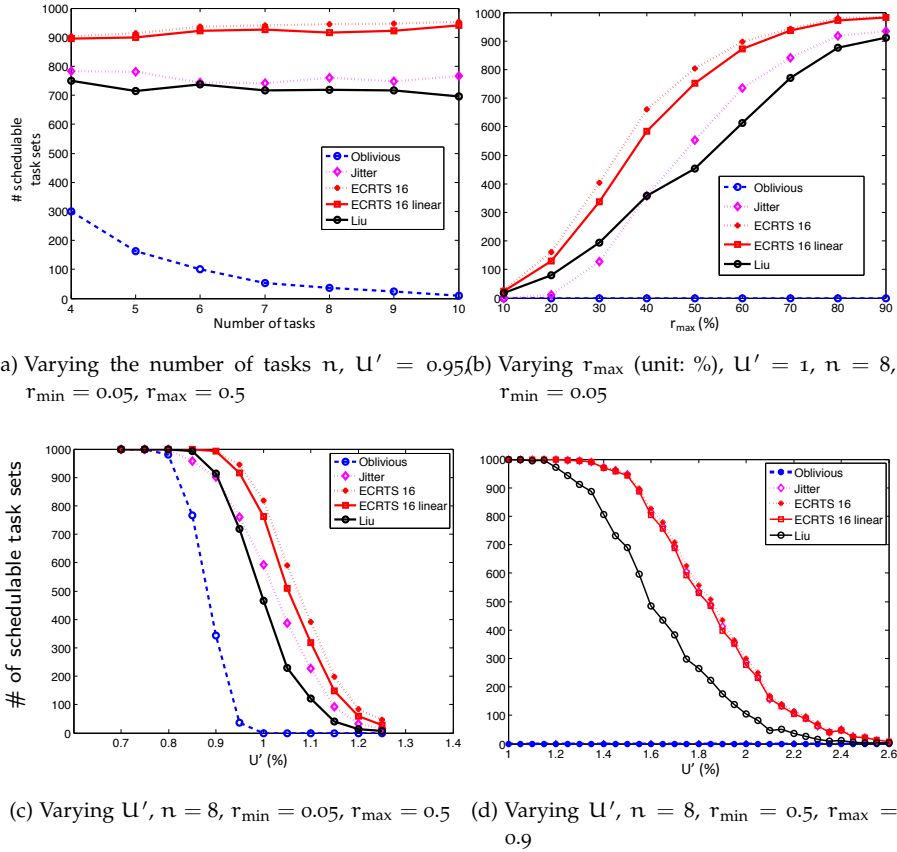 1000
900
800
700
600
500
400
300
200
100
0
# schedulable
task sets
4 5 6 7 8 9 10
Number of tasks
Oblivious
Jitter
ECRTS 16
ECRTS 16 linear
Liu
1000
900
800
700
600
500
400
300
200
100
0
10 20 30 40 50 60 70 80 90
r_max (%)
Oblivious
Jitter
ECRTS 16
ECRTS 16 linear
Liu
a) Varying the number of tasks n, U′ = 0.95,
r_min = 0.05, r_max = 0.5
(b) Varying r_max (unit: %), U′ = 1, n = 8,
r_min = 0.05
1000
900
800
700
600
500
400
300
200
100
0
# of schedulable task sets
0.7 0.8 0.9 1.0 1.1 1.2 1.3 1.4
U' (%)
Oblivious
Jitter
ECRTS 16
ECRTS 16 linear
Liu
1000
900
800
700
600
500
400
300
200
100
0
1 1.2 1.4 1.6 1.8 2 2.2 2.4 2.6
U' (%)
Oblivious
Jitter
ECRTS 16
ECRTS 16 linear
Liu
(c) Varying U′, n = 8, r_min = 0.05, r_max = 0.5
(d) Varying U′, n = 8, r_min = 0.5, r_max =
0.9